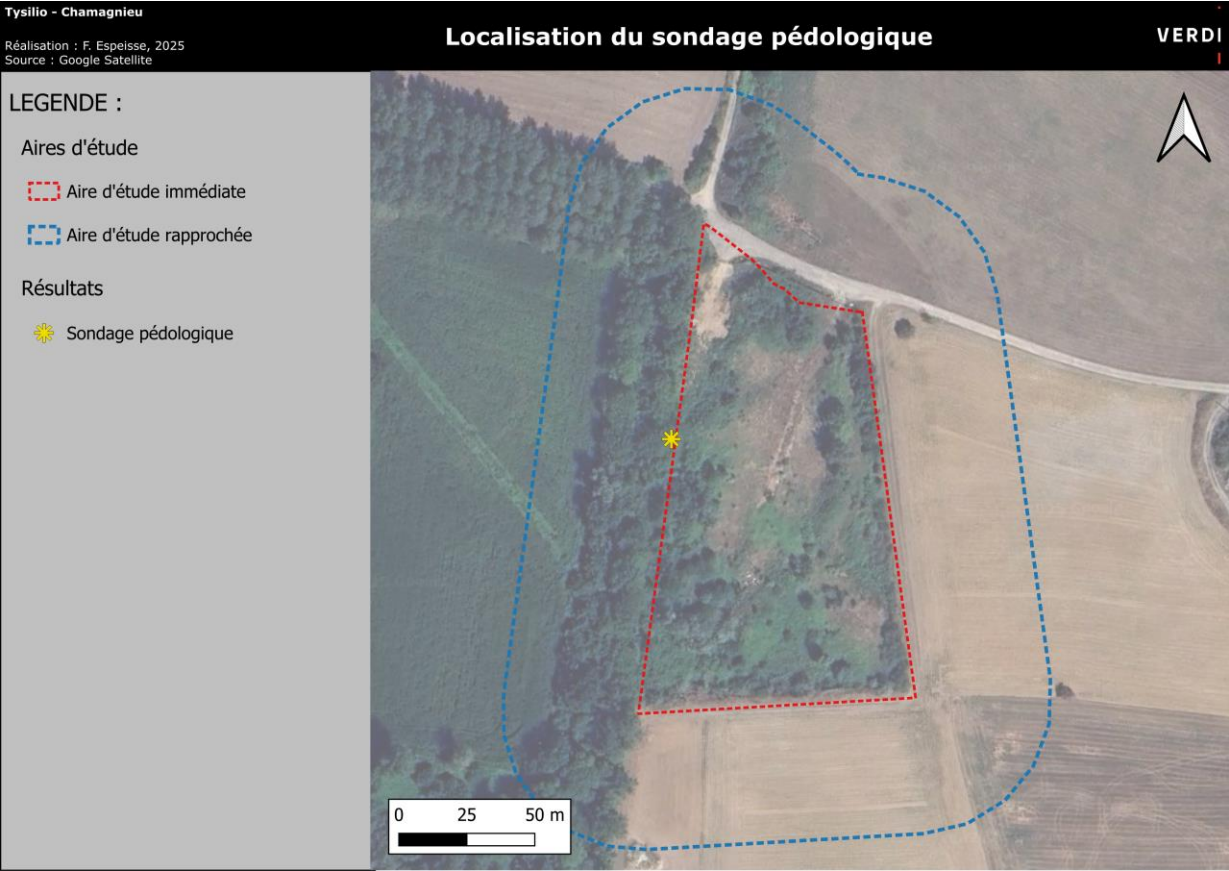 Tysilio - Chamagnieu
Réalisation : F. Espeisse, 2025
Source : Google Satellite
Localisation du sondage pédologique
VERDI
LEGENDE :
Aires d'étude
Aire d'étude immédiate
Aire d'étude rapprochée
Résultats
Sondage pédologique
0 25 50 m